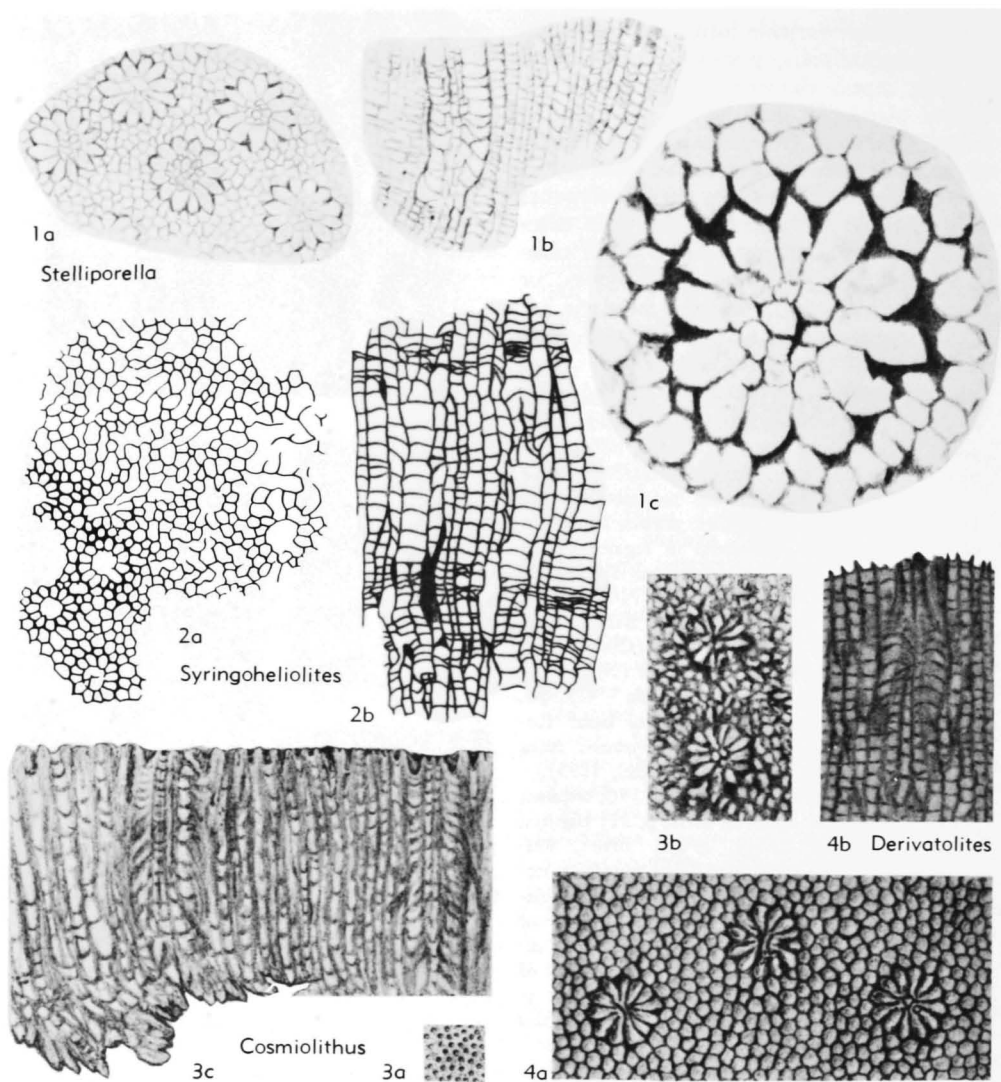 1a
1b
Stelliporella
1c
2a
Syringoheliolites
2b
3b
4b Derivatolites
Cosmiolithus
3c
3a
4a